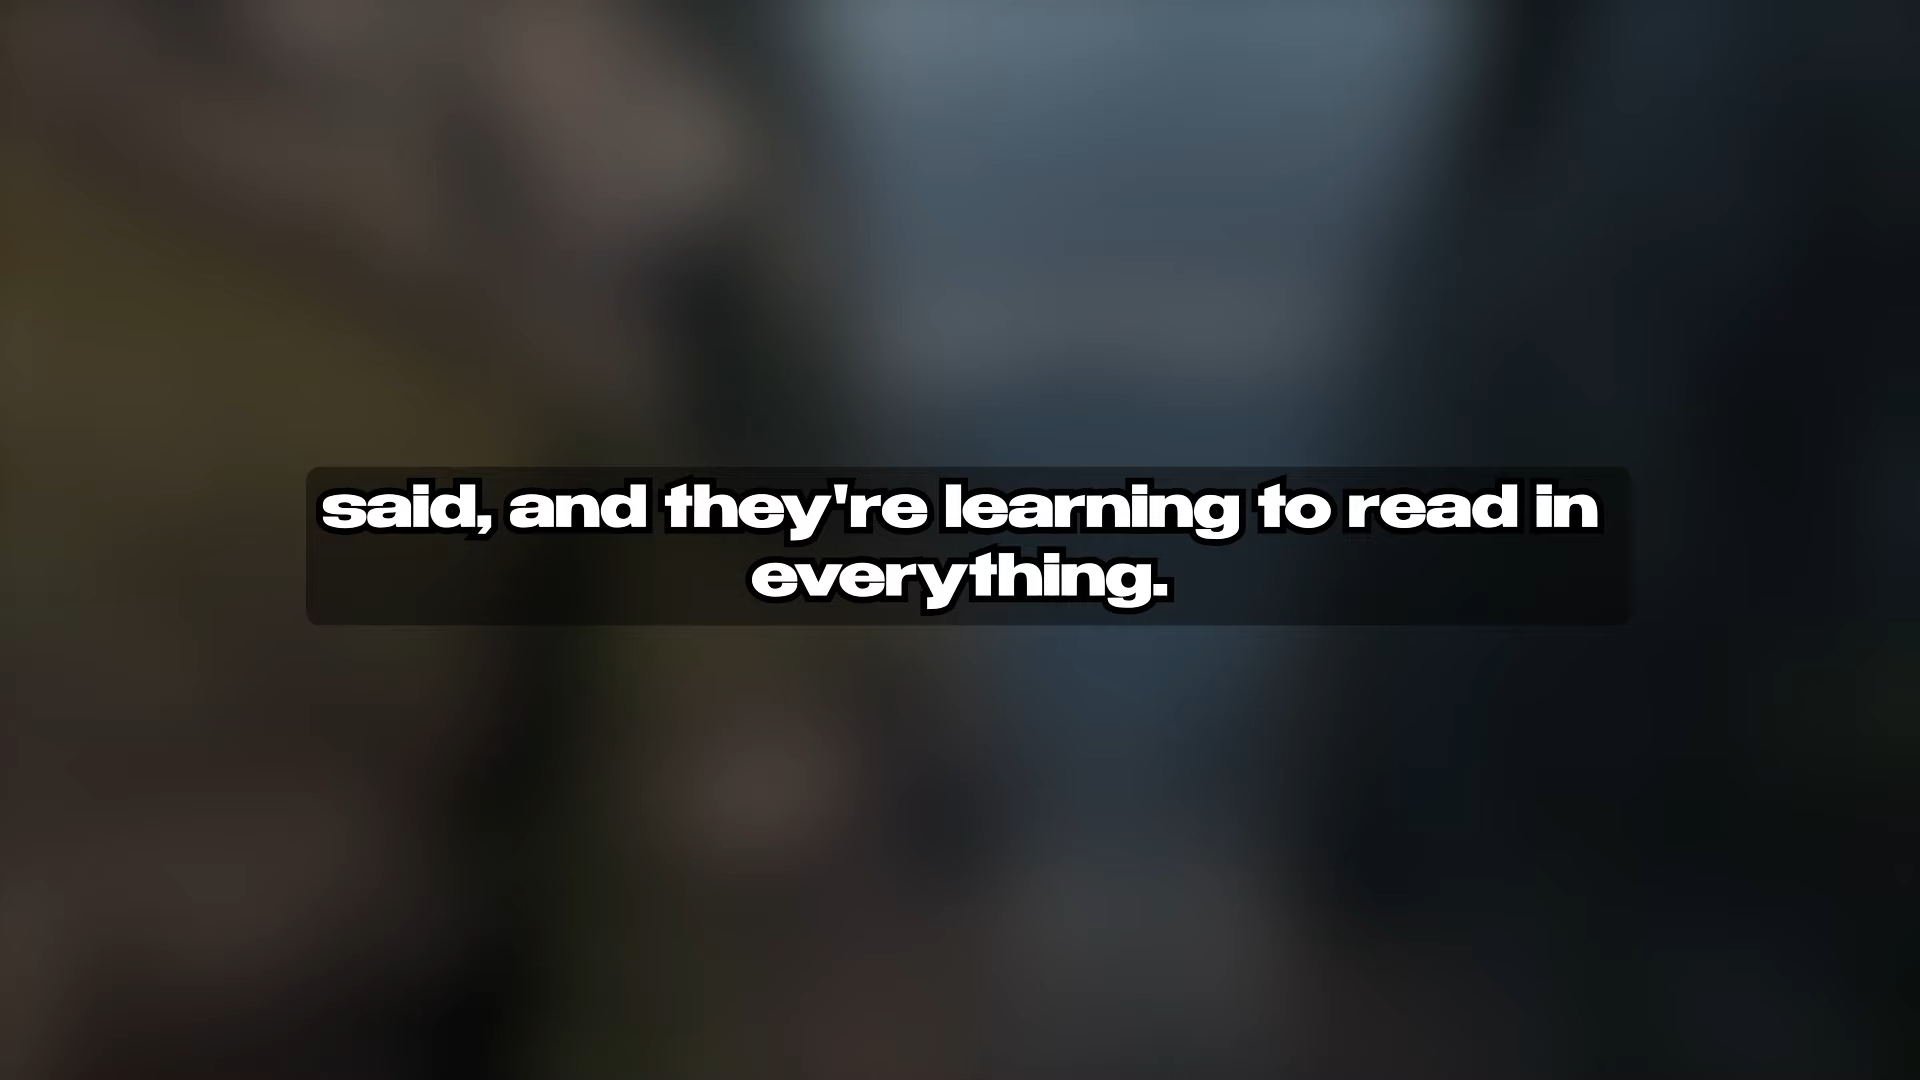 said, and they're learning to read in
everything.